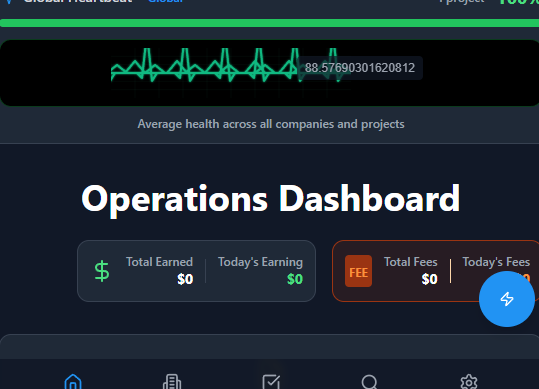 Global Heartbeat Global 1 project 100%
88.57690301620812
Average health across all companies and projects
Operations Dashboard
Total Earned Today's Earning
$0 $0
FEE Total Fees Today's Fees
$0